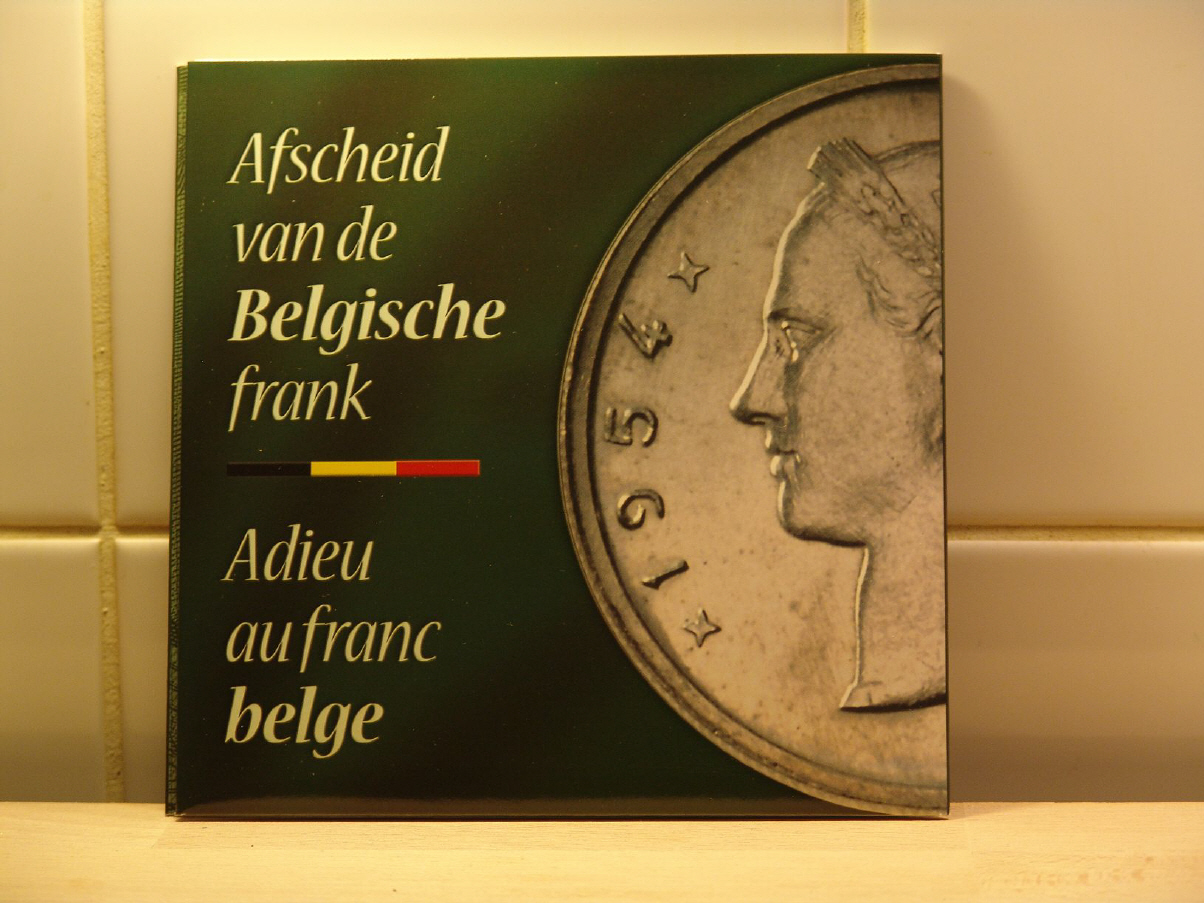 Afscheid
van de
Belgische
frank
Adieu
au franc
belge
1954